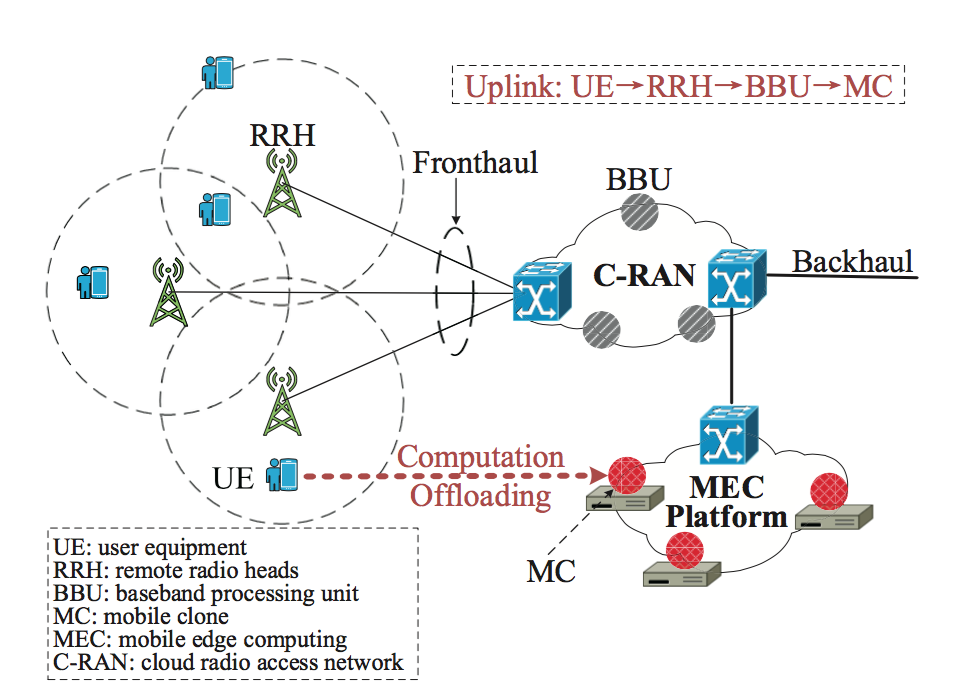 Uplink: UE→RRH→BBU→MC
RRH
Fronthaul
BBU
C-RAN
Backhaul
UE
Computation
Offloading
MEC
Platform
MC
UE: user equipment
RRH: remote radio heads
BBU: baseband processing unit
MC: mobile clone
MEC: mobile edge computing
C-RAN: cloud radio access network